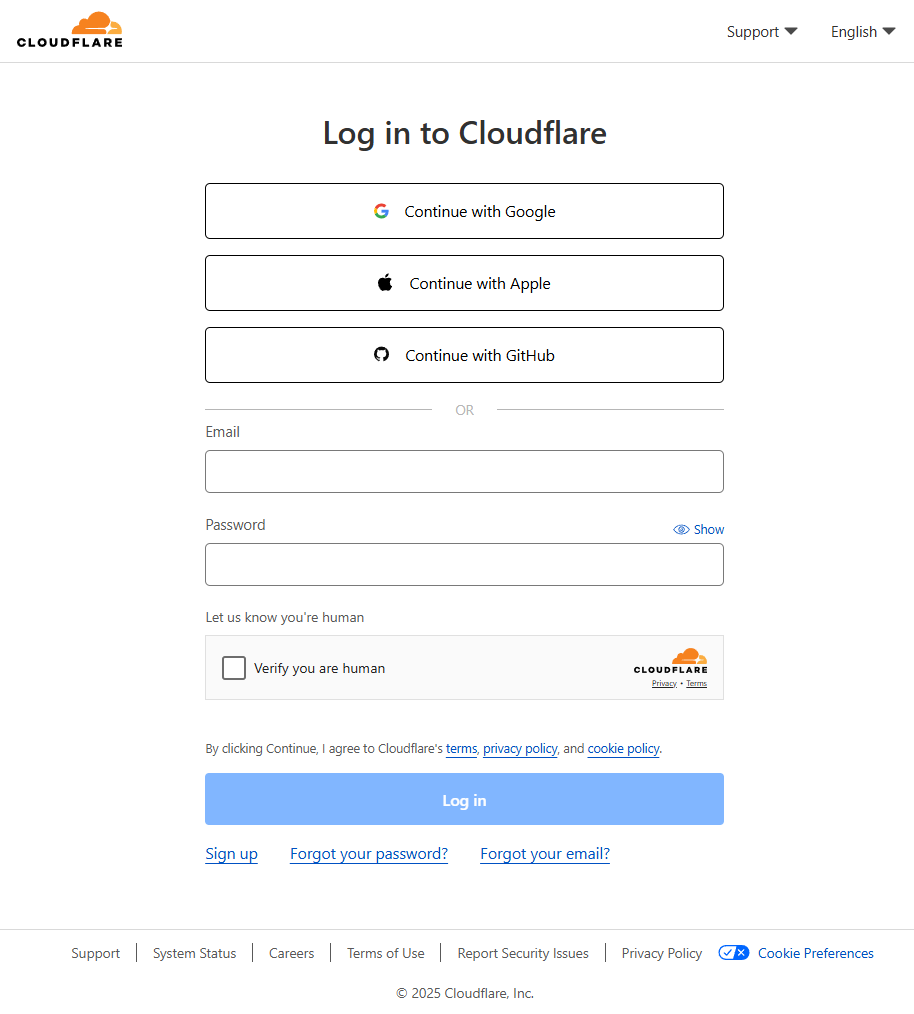 CLOUDFLARE
Support English
Log in to Cloudflare
Continue with Google
Continue with Apple
Continue with GitHub
OR
Email
Password
Show
Let us know you're human
Verify you are human
CLOUDFLARE
Privacy • Terms
By clicking Continue, I agree to Cloudflare's terms, privacy policy, and cookie policy.
Log in
Sign up Forgot your password? Forgot your email?
Support System Status Careers Terms of Use Report Security Issues Privacy Policy Cookie Preferences
© 2025 Cloudflare, Inc.